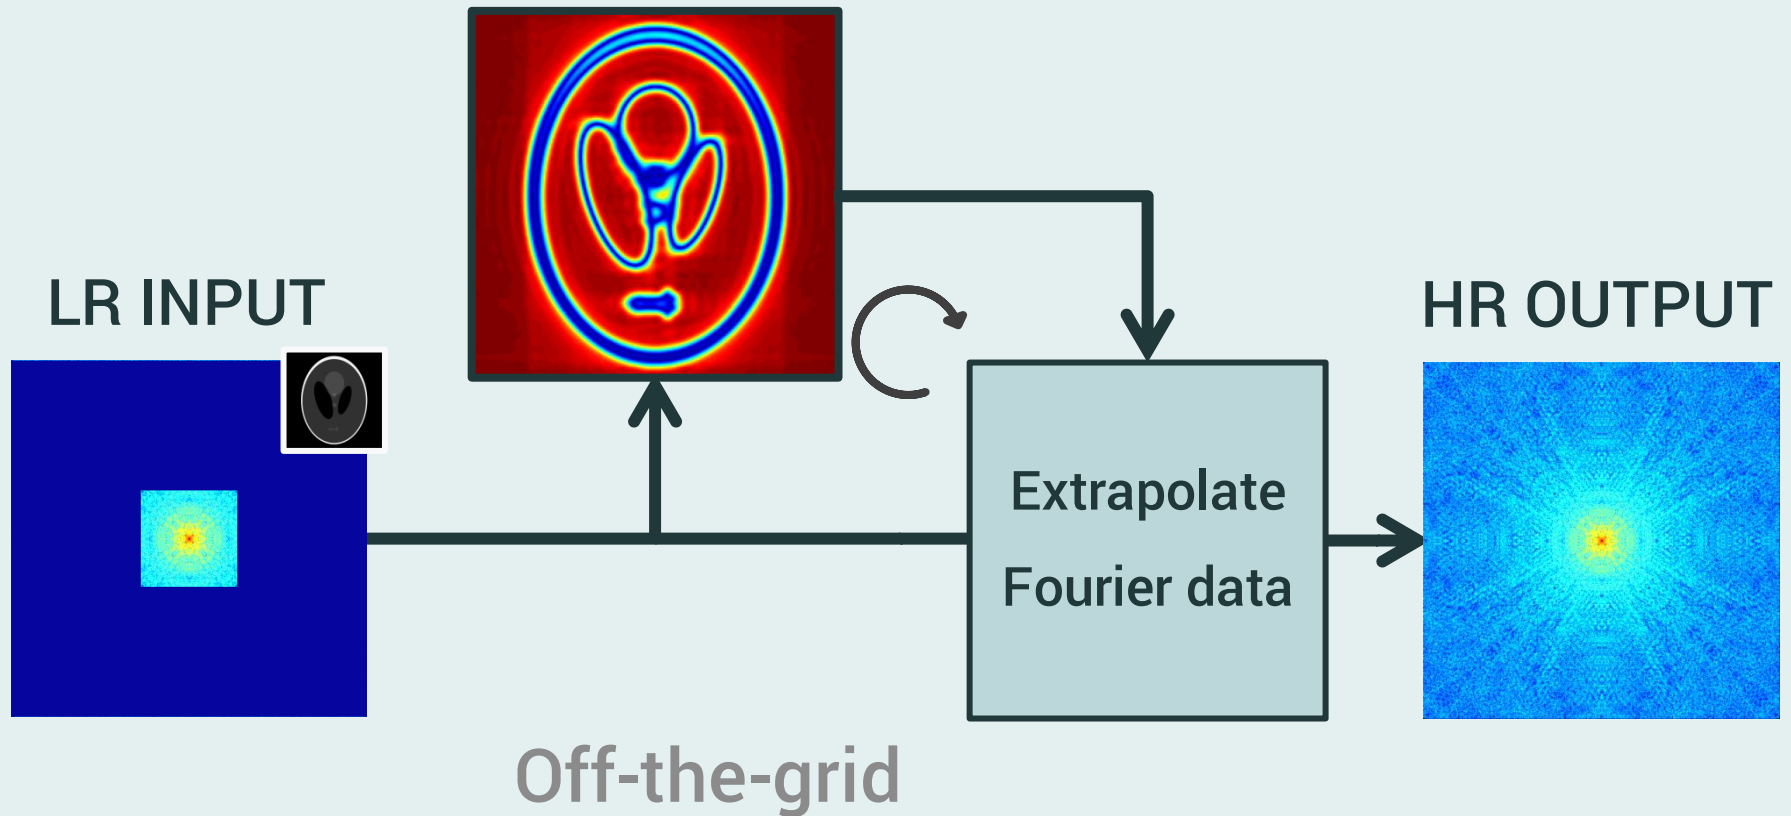 LR INPUT
HR OUTPUT
Extrapolate
Fourier data
Off-the-grid